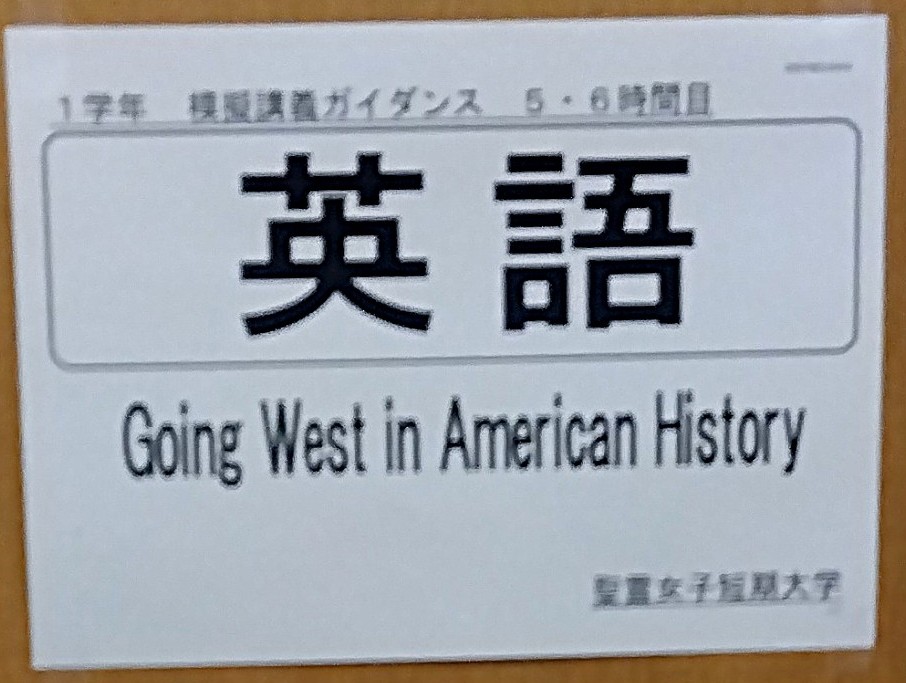 1学年 模擬講義ガイダンス 5・6時間目
英語
Going West in American History
聖霊女子短期大学